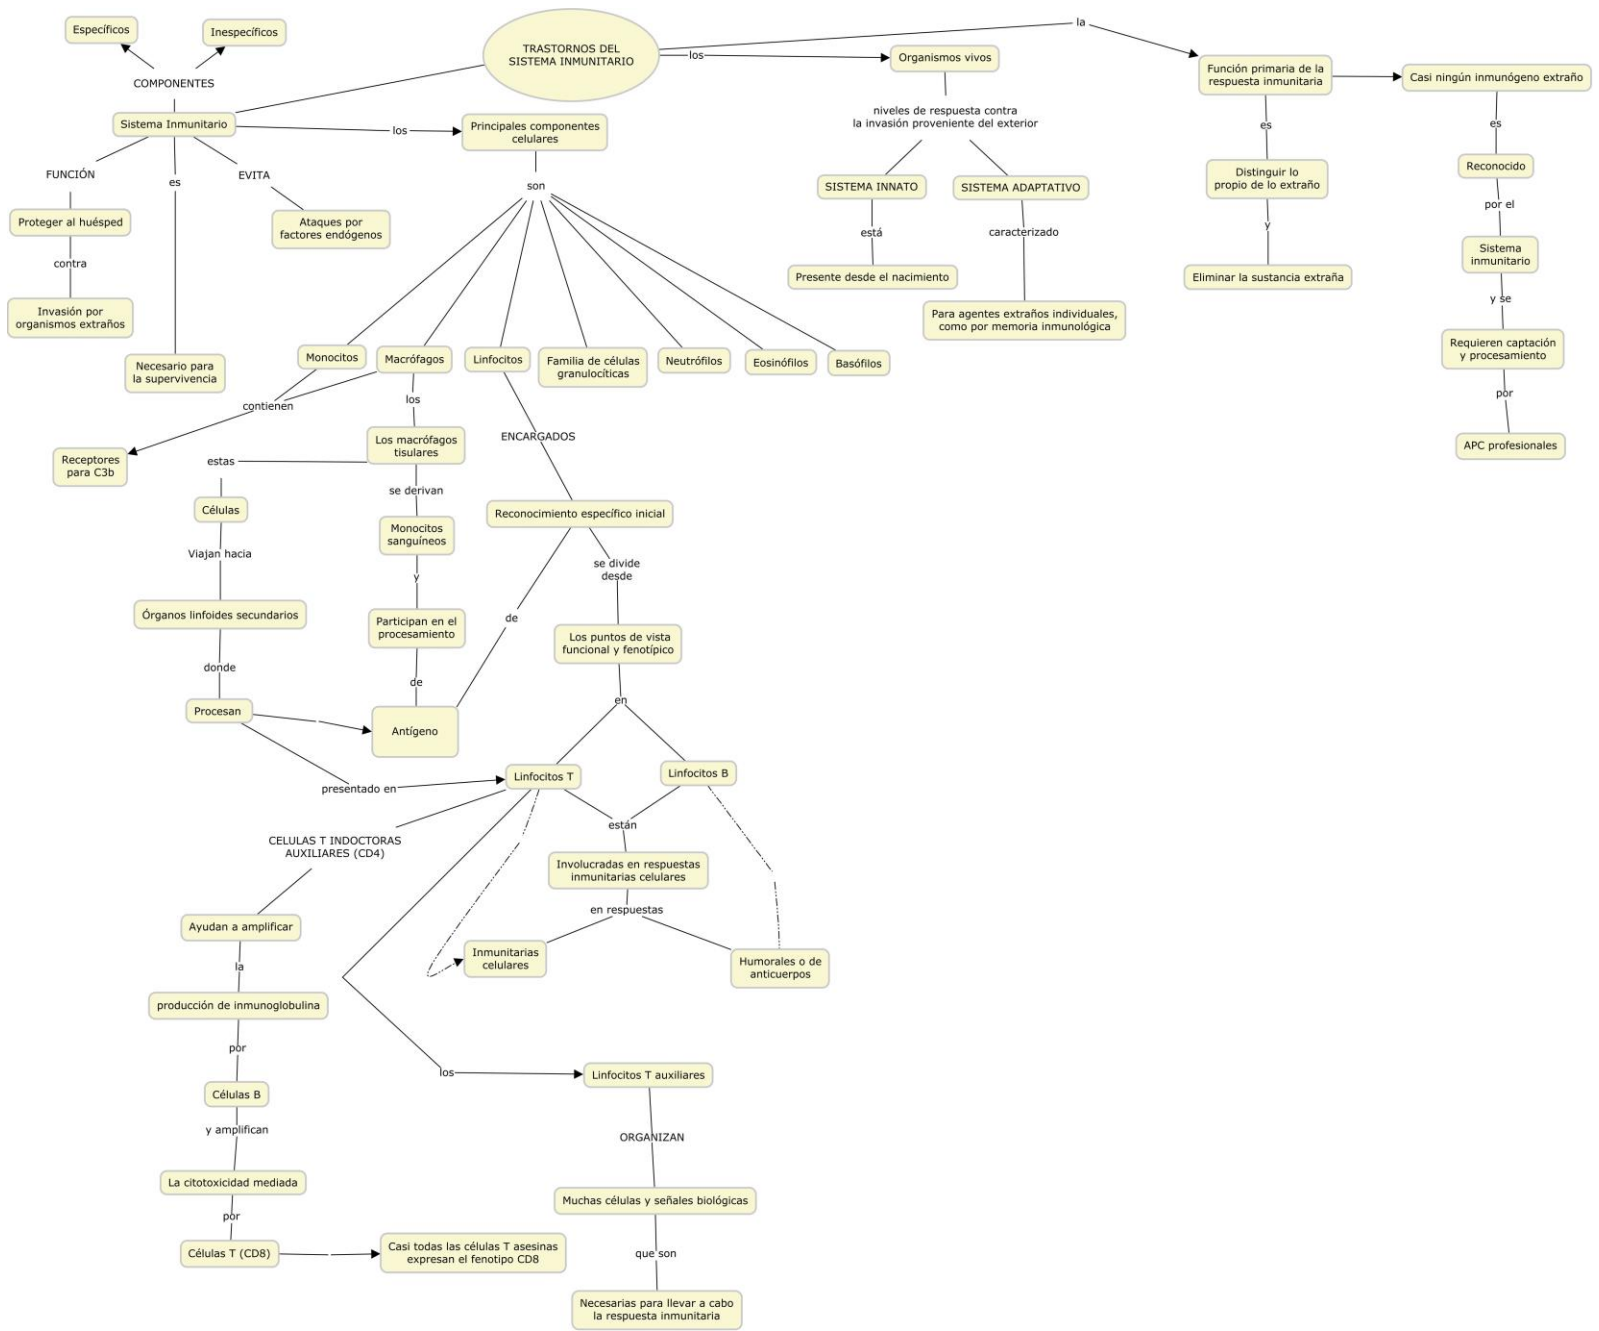 TRASTORNOS DEL
SISTEMA INMUNITARIO
Específicos
Inespecíficos
COMPONENTES
Sistema Inmunitario
FUNCIÓN
Proteger al huésped
contra
Invasión por
organismos extraños
es
Necesario para
la supervivencia
EVITA
Ataques por
factores endógenos
los
Principales componentes
celulares
son
Monocitos
Macrófagos
Linfocitos
Familia de células
granulocíticas
Neutrófilos
Eosinófilos
Basófilos
contienen
Receptores
para C3b
los
Los macrófagos
tisulares
estas
Células
Viajan hacia
Órganos linfoides secundarios
donde
Procesan
se derivan
Monocitos
sanguíneos
y
Participan en el
procesamiento
de
Antígeno
ENCARGADOS
Reconocimiento específico inicial
de
se divide
desde
Los puntos de vista
funcional y fenotípico
en
presentado en
Linfocitos T
Linfocitos B
están
Involucradas en respuestas
inmunitarias celulares
en respuestas
Inmunitarias
celulares
Humorales o de
anticuerpos
CELULAS T INDOCTORAS
AUXILIARES (CD4)
Ayudan a amplificar
la
producción de inmunoglobulina
por
Células B
y amplifican
La citotoxicidad mediada
por
Células T (CD8)
Casi todas las células T asesinas
expresan el fenotipo CD8
los
Linfocitos T auxiliares
ORGANIZAN
Muchas células y señales biológicas
que son
Necesarias para llevar a cabo
la respuesta inmunitaria
los
Organismos vivos
niveles de respuesta contra
la invasión proveniente del exterior
SISTEMA INNATO
está
Presente desde el nacimiento
SISTEMA ADAPTATIVO
caracterizado
Para agentes extraños individuales,
como por memoria inmunológica
la
Función primaria de la
respuesta inmunitaria
es
Distinguir lo
propio de lo extraño
y
Eliminar la sustancia extraña
Casi ningún inmunógeno extraño
es
Reconocido
por el
Sistema
inmunitario
y se
Requieren captación
y procesamiento
por
APC profesionales